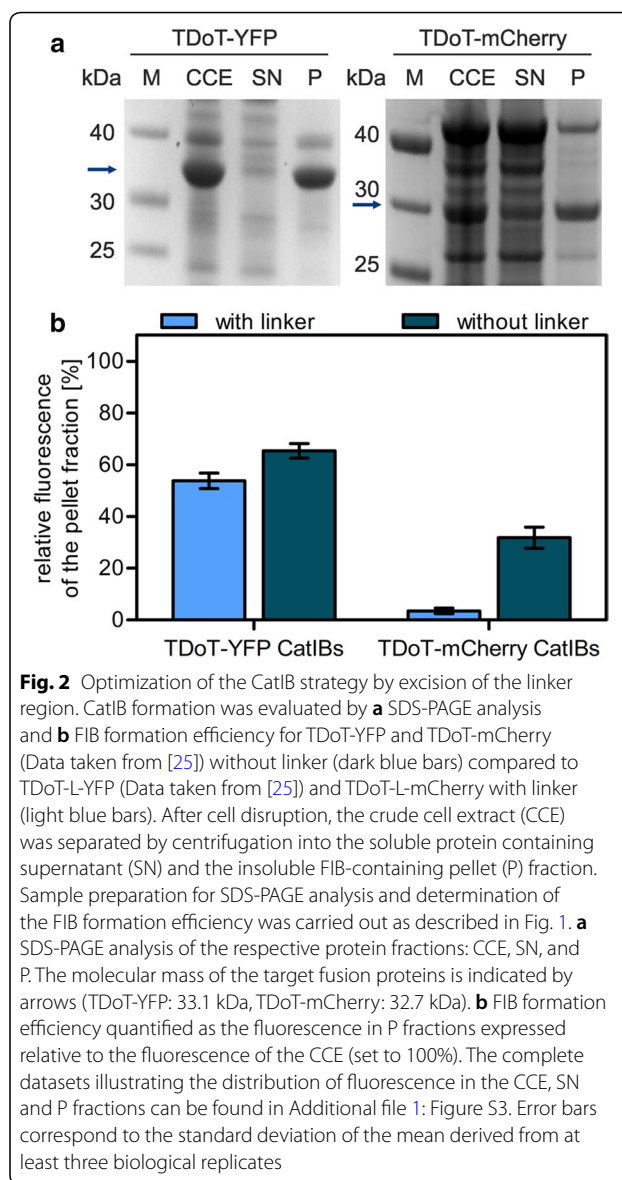 a
TDoT-YFP TDoT-mCherry
kDa M CCE SN P kDa M CCE SN P
40
30
25
40
30
25
b
with linker without linker
relative fluorescence
of the pellet fraction [%]
100
80
60
40
20
0
TDoT-YFP CatIBs TDoT-mCherry CatIBs
Fig. 2 Optimization of the CatIB strategy by excision of the linker
region. CatIB formation was evaluated by a SDS-PAGE analysis
and b FIB formation efficiency for TDoT-YFP and TDoT-mCherry
(Data taken from [25]) without linker (dark blue bars) compared to
TDoT-L-YFP (Data taken from [25]) and TDoT-L-mCherry with linker
(light blue bars). After cell disruption, the crude cell extract (CCE)
was separated by centrifugation into the soluble protein containing
supernatant (SN) and the insoluble FIB-containing pellet (P) fraction.
Sample preparation for SDS-PAGE analysis and determination of
the FIB formation efficiency was carried out as described in Fig. 1. a
SDS-PAGE analysis of the respective protein fractions: CCE, SN, and
P. The molecular mass of the target fusion proteins is indicated by
arrows (TDoT-YFP: 33.1 kDa, TDoT-mCherry: 32.7 kDa). b FIB formation
efficiency quantified as the fluorescence in P fractions expressed
relative to the fluorescence of the CCE (set to 100%). The complete
datasets illustrating the distribution of fluorescence in the CCE, SN
and P fractions can be found in Additional file 1: Figure S3. Error bars
correspond to the standard deviation of the mean derived from at
least three biological replicates